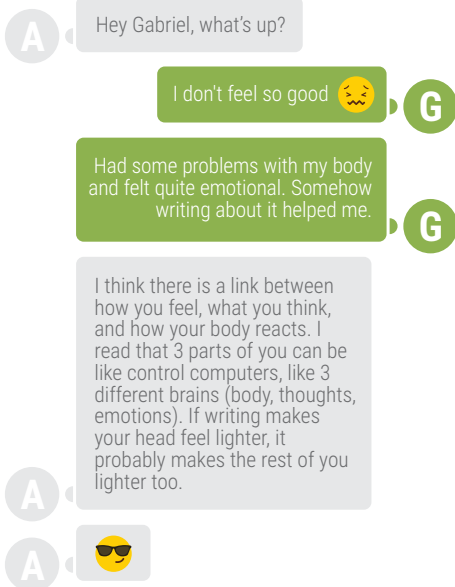 A
Hey Gabriel, what's up?
I don't feel so good
G
Had some problems with my body
and felt quite emotional. Somehow
writing about it helped me.
G
I think there is a link between
how you feel, what you think,
and how your body reacts. I
read that 3 parts of you can be
like control computers, like 3
different brains (body, thoughts,
emotions). If writing makes
your head feel lighter, it
probably makes the rest of you
lighter too.
A
A